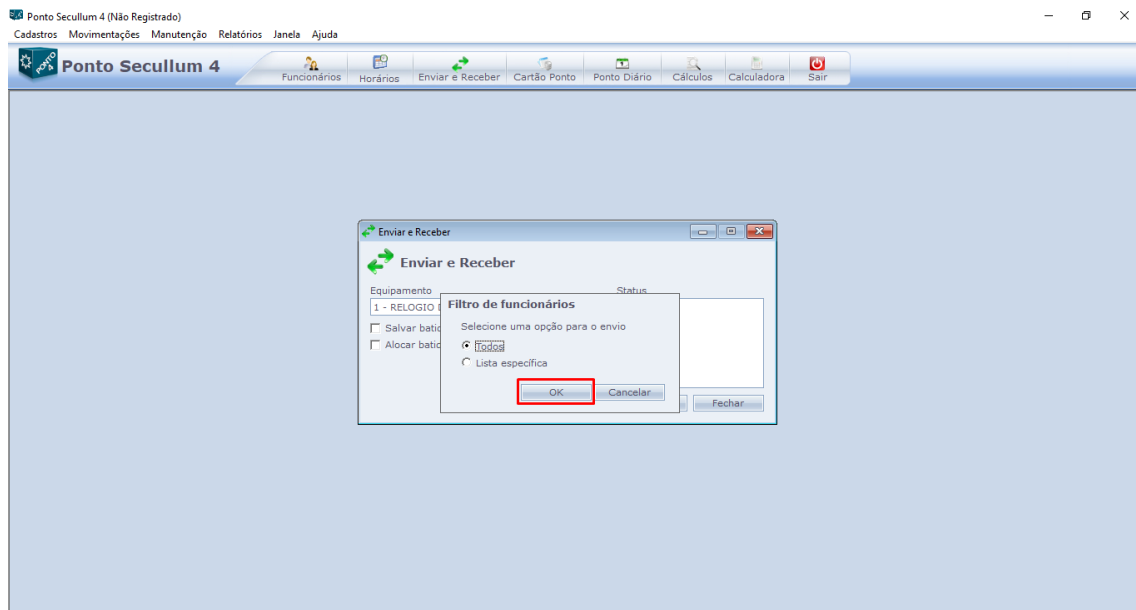 Ponto Secullum 4 (Não Registrado)
Cadastros Movimentações Manutenção Relatórios Janela Ajuda
Ponto Secullum 4
Funcionários Horários Enviar e Receber Cartão Ponto Ponto Diário Cálculos Calculadora Sair
Enviar e Receber
Enviar e Receber
Equipamento Status
1 - RELOGIO
Salvar
Alocar
Filtro de funcionários
Selecione uma opção para o envio
Todos
Lista específica
OK Cancelar
Fechar